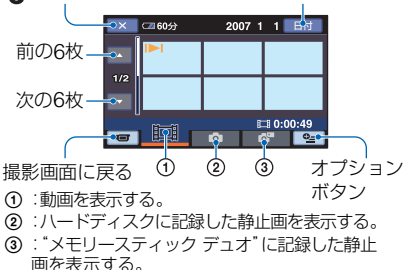 × 60分 2007 1 1 日付
前の6枚
1/2
次の6枚
0:00:49
撮影画面に戻る ① ② ③ オプション
ボタン
①:動画を表示する。
②:ハードディスクに記録した静止画を表示する。
③:“メモリースティック デュオ”に記録した静止
画を表示する。